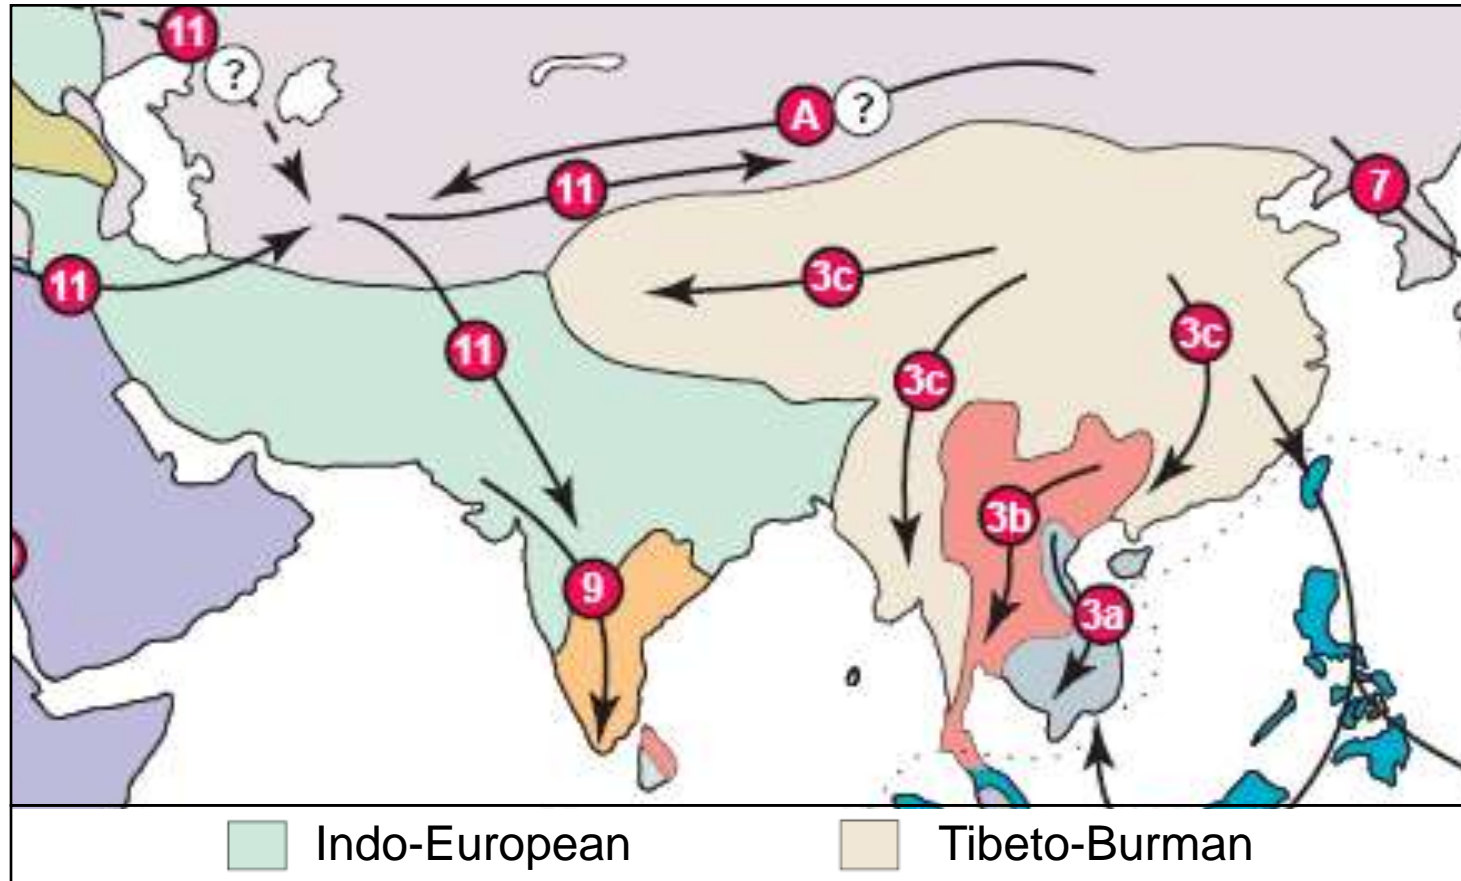 11
?
A ?
11
7
11
3c
3c
3c
11
3b
9
3a
Indo-European
Tibeto-Burman